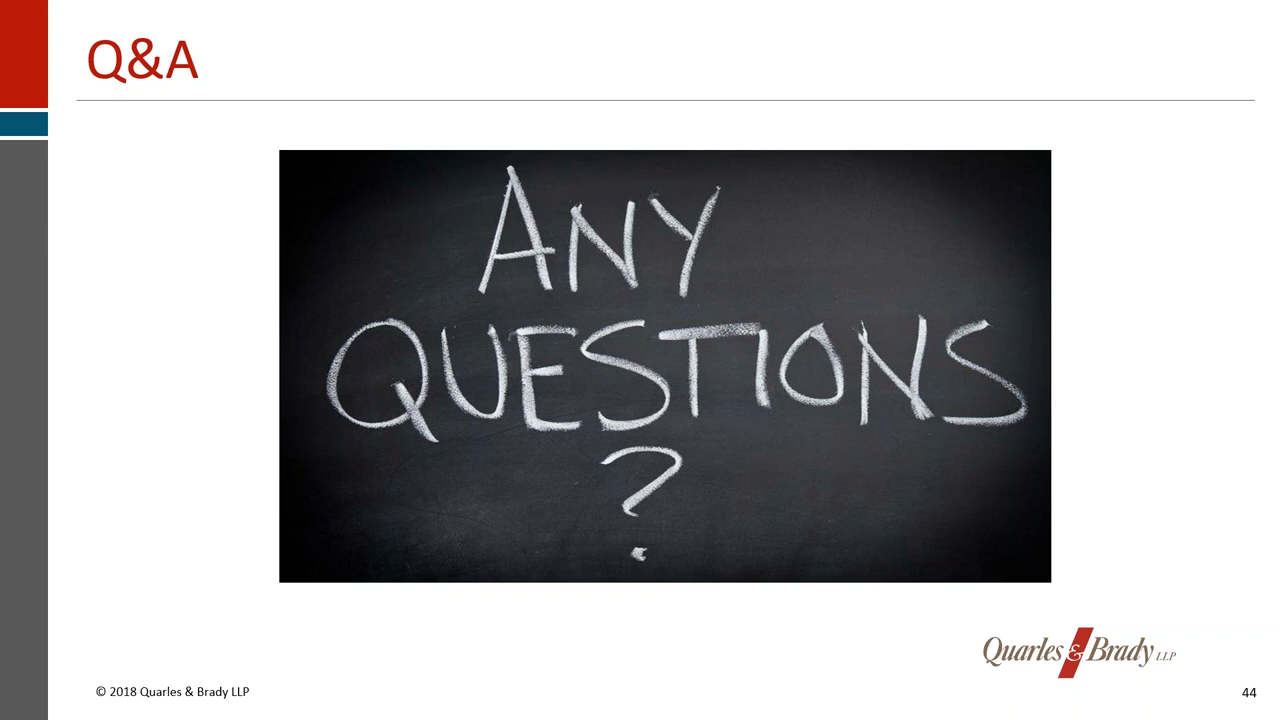 Q&A
ANY
QUESTIONS
?
Quarles & Brady LLP
© 2018 Quarles & Brady LLP
44